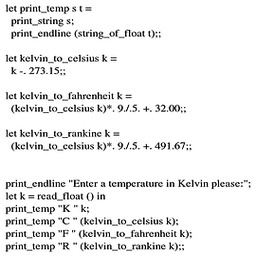 let print_temp s t =
print_string s;
print_endline (string_of_float t);;
let kelvin_to_celsius k =
k -. 273.15;;
let kelvin_to_fahrenheit k =
(kelvin_to_celsius k)*. 9./.5. +. 32.00;;
let kelvin_to_rankine k =
(kelvin_to_celsius k)*. 9./.5. +. 491.67;;
print_endline "Enter a temperature in Kelvin please:";
let k = read_float () in
print_temp "K " k;
print_temp "C " (kelvin_to_celsius k);
print_temp "F " (kelvin_to_fahrenheit k);
print_temp "R " (kelvin_to_rankine k);;